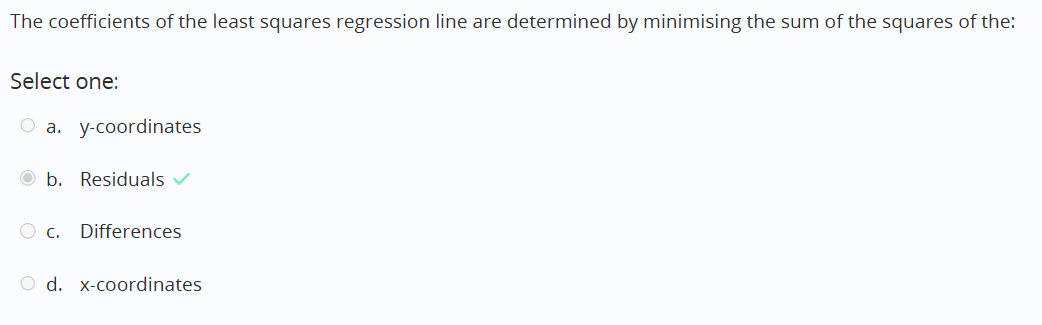 The coefficients of the least squares regression line are determined by minimising the sum of the squares of the:
Select one:
a. y-coordinates
b. Residuals
c. Differences
d. x-coordinates